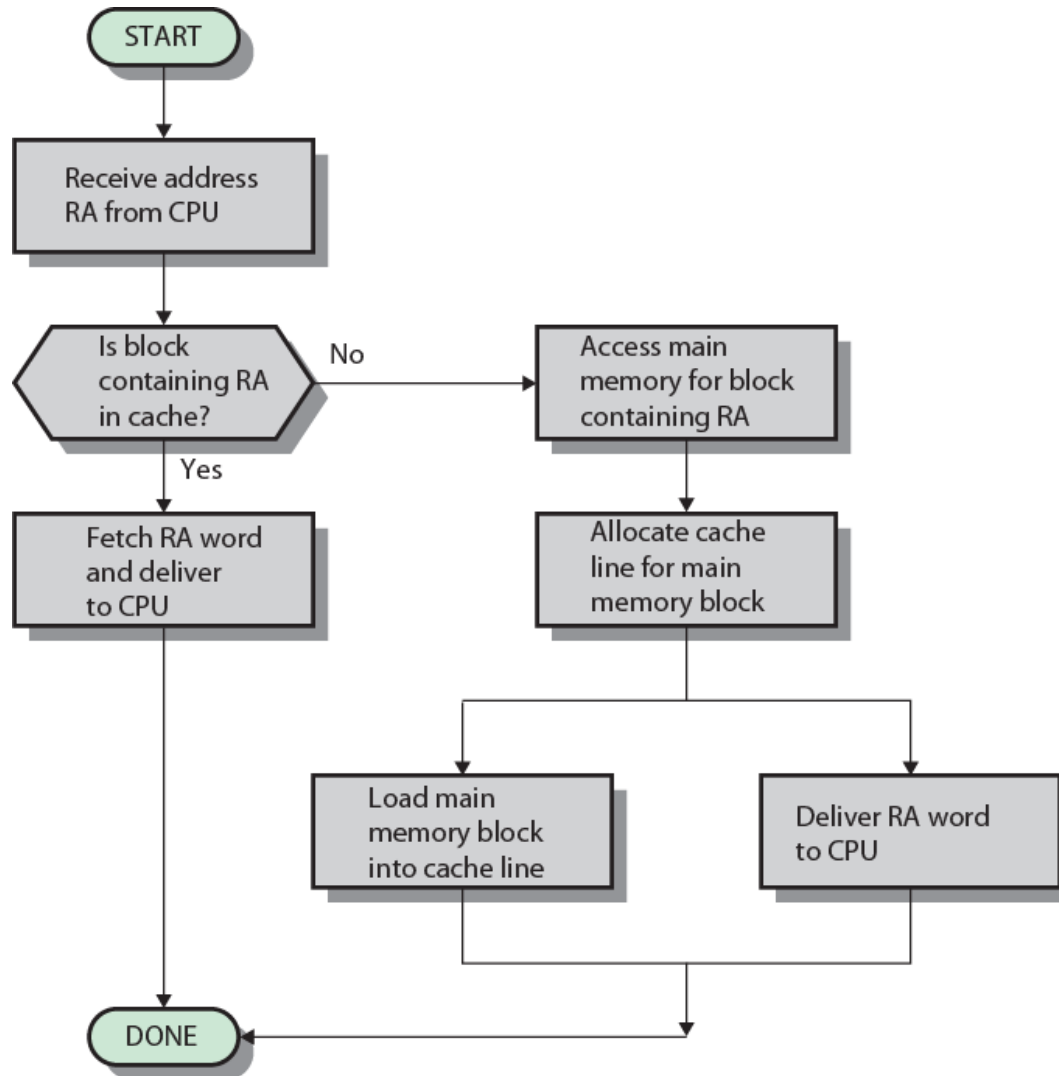 START
Receive address
RA from CPU
Is block
containing RA
in cache?
No
Access main
memory for block
containing RA
Yes
Fetch RA word
and deliver
to CPU
Allocate cache
line for main
memory block
Load main
memory block
into cache line
Deliver RA word
to CPU
DONE